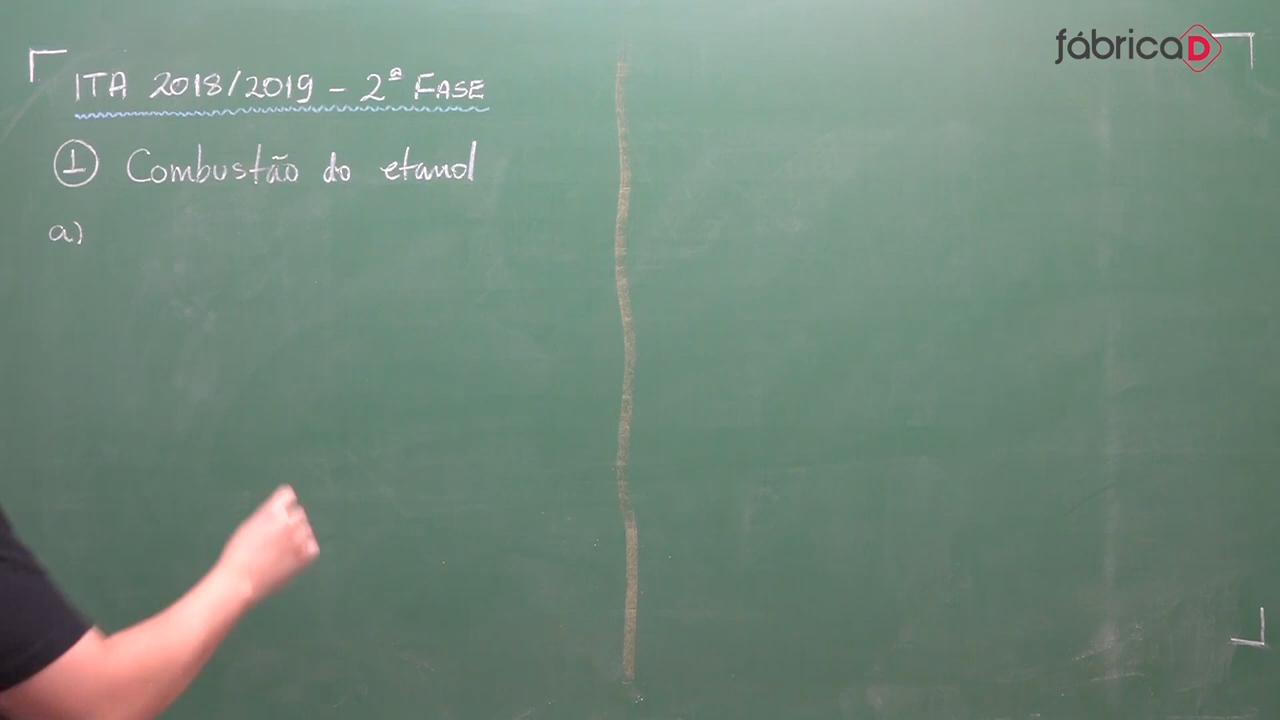 ITA 2018/2019 - 2ª FASE
① Combustão do etanol
a)
fábricaD